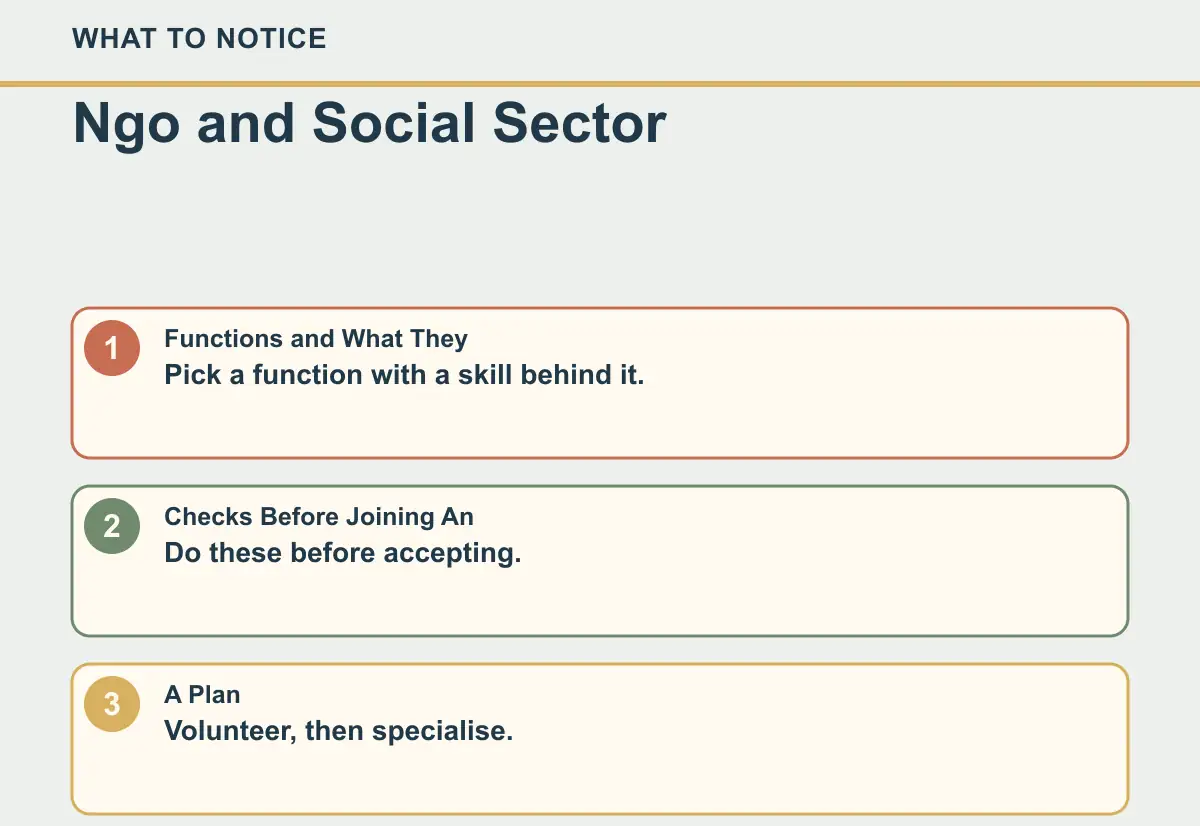 WHAT TO NOTICE
Ngo and Social Sector
1
Functions and What They
Pick a function with a skill behind it.
2
Checks Before Joining An
Do these before accepting.
3
A Plan
Volunteer, then specialise.